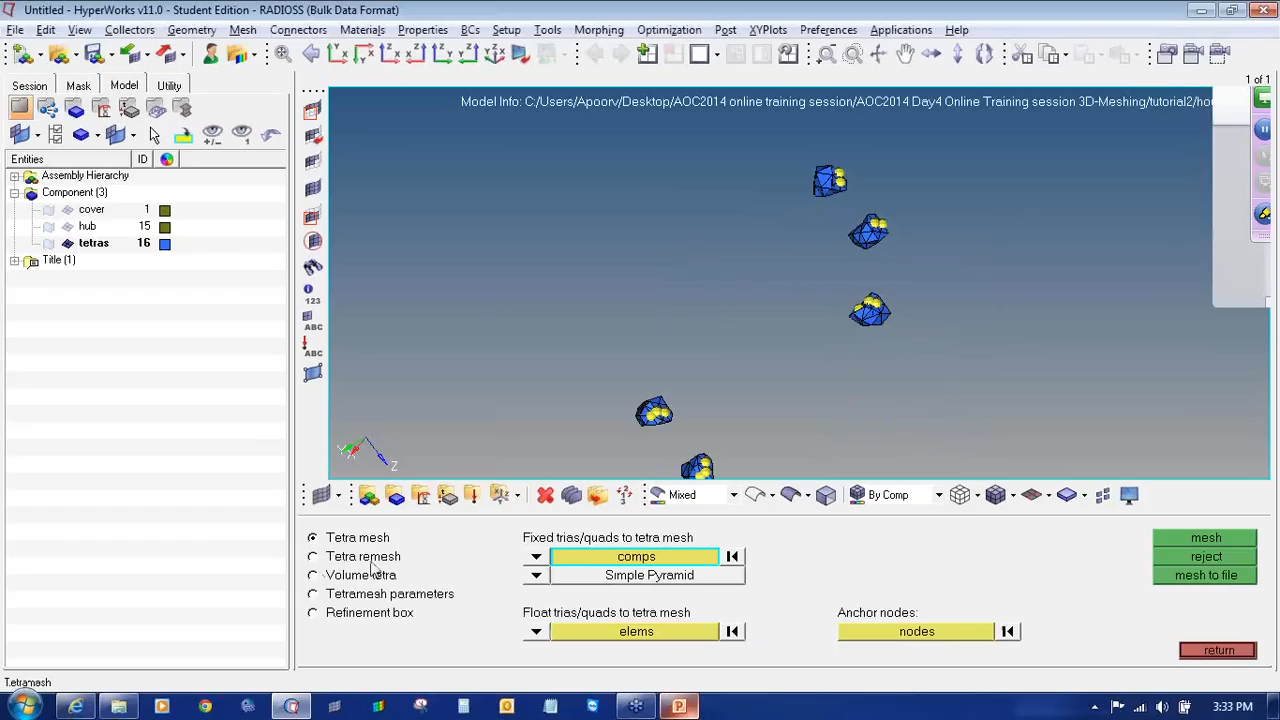 Untitled - HyperWorks v11.0 - Student Edition - RADIOSS (Bulk Data Format)
File Edit View Collectors Geometry Mesh Connectors Materials Properties BCs Setup Tools Morphing Optimization Post XYPlots Preferences Applications Help
1 of 1
Session Mask Model Utility
Model Info: C:/Users/Apoorv/Desktop/AOC2014 online training session/AOC2014 Day4 Online Training session 3D-Meshing/tutorial2/hou
Entities ID
Assembly Hierarchy
Component (3)
cover 1
hub 15
tetras 16
Title (1)
123
ABC
ABC
Y
X
Z
Mixed
By Comp
Tetra mesh
Tetra remesh
Volume tetra
Tetramesh parameters
Refinement box
Fixed trias/quads to tetra mesh
comps
Simple Pyramid
Float trias/quads to tetra mesh
elems
Anchor nodes:
nodes
mesh
reject
mesh to file
return
Tetramesh
3:33 PM